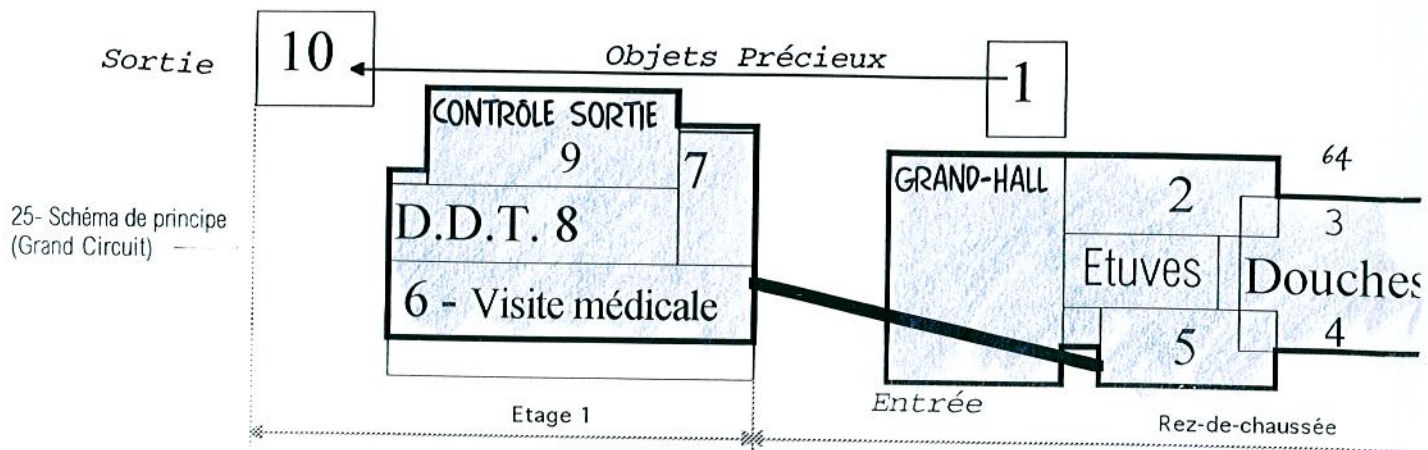 Sortie
10
Objets Précieux
1
CONTRÔLE SORTIE
9
7
D.D.T. 8
6 - Visite médicale
25- Schéma de principe
(Grand Circuit)
GRAND-HALL
2
64
3
Etuves
Douches
4
5
Entrée
Etage 1
Rez-de-chaussée